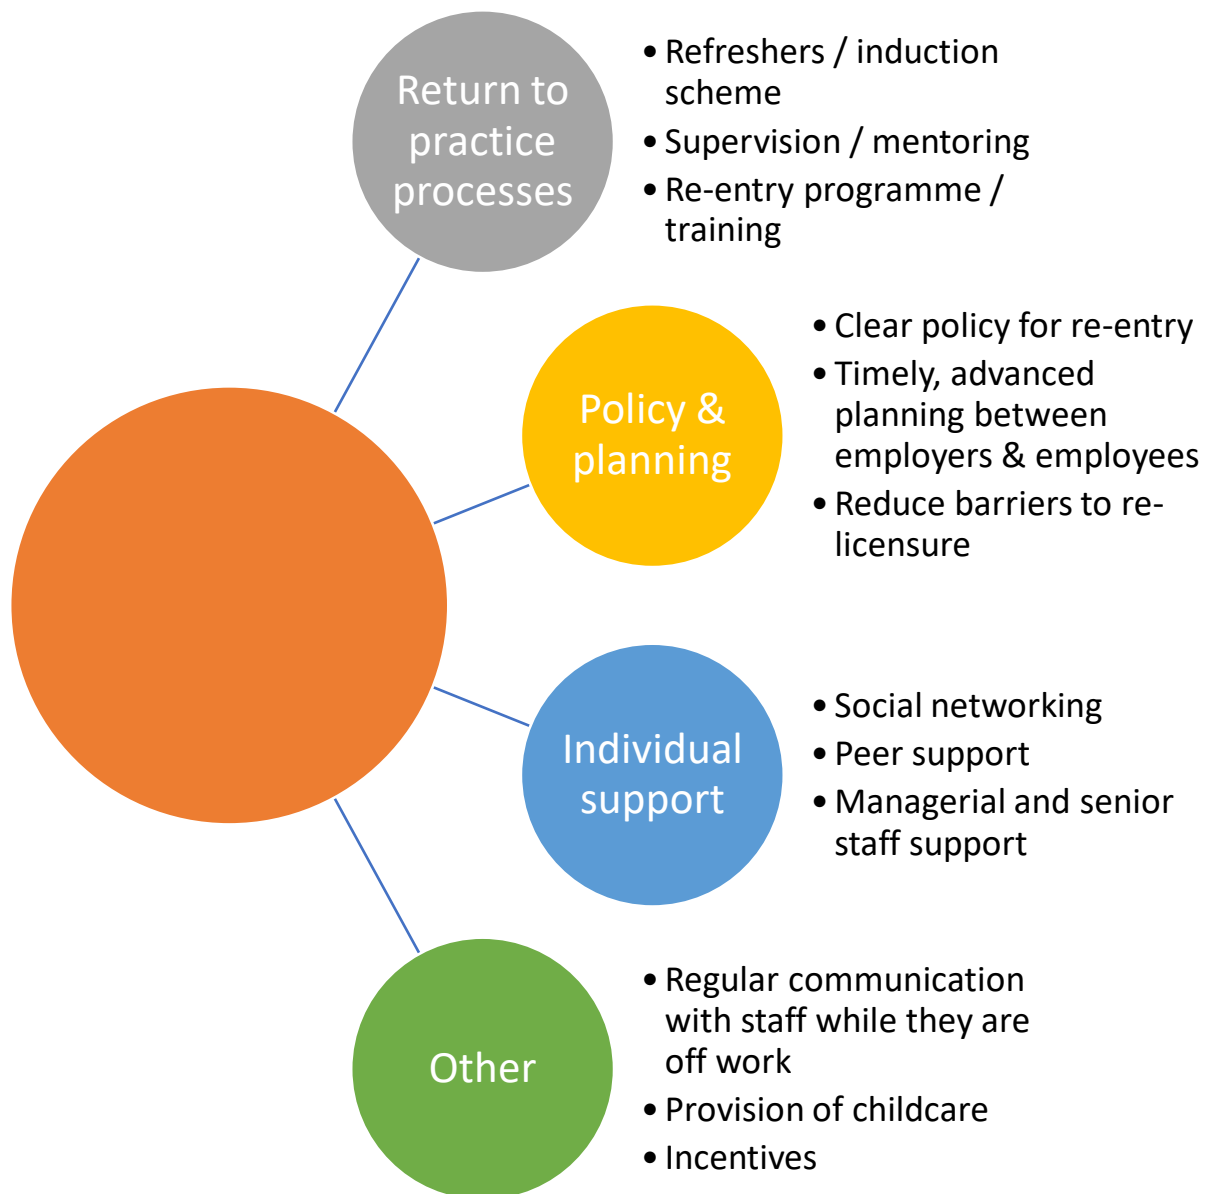 Return to
practice
processes
• Refreshers / induction
scheme
• Supervision / mentoring
• Re-entry programme /
training
Policy &
planning
• Clear policy for re-entry
• Timely, advanced
planning between
employers & employees
• Reduce barriers to re-
licensure
Individual
support
• Social networking
• Peer support
• Managerial and senior
staff support
Other
• Regular communication
with staff while they are
off work
• Provision of childcare
• Incentives